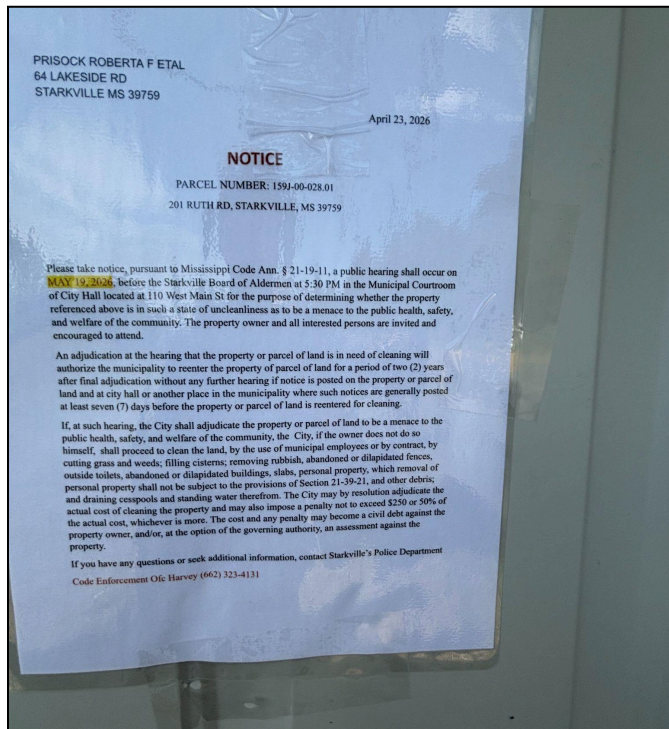 PRISOCK ROBERTA F ETAL
64 LAKESIDE RD
STARKVILLE MS 39759
April 23, 2026
NOTICE
PARCEL NUMBER: 159J-00-028.01
201 RUTH RD, STARKVILLE, MS 39759
Please take notice, pursuant to Mississippi Code Ann. § 21-19-11, a public hearing shall occur on
MAY 19, 2026, before the Starkville Board of Aldermen at 5:30 PM in the Municipal Courtroom
of City Hall located at 110 West Main St for the purpose of determining whether the property
referenced above is in such a state of uncleanliness as to be a menace to the public health, safety,
and welfare of the community. The property owner and all interested persons are invited and
encouraged to attend.
An adjudication at the hearing that the property or parcel of land is in need of cleaning will
authorize the municipality to reenter the property of parcel of land for a period of two (2) years
after final adjudication without any further hearing if notice is posted on the property or parcel of
land and at city hall or another place in the municipality where such notices are generally posted
at least seven (7) days before the property or parcel of land is reentered for cleaning.
If, at such hearing, the City shall adjudicate the property or parcel of land to be a menace to the
public health, safety, and welfare of the community, the City, if the owner does not do so
himself, shall proceed to clean the land, by the use of municipal employees or by contract, by
cutting grass and weeds; filling cisterns; removing rubbish, abandoned or dilapidated fences,
outside toilets, abandoned or dilapidated buildings, slabs, personal property, which removal of
personal property shall not be subject to the provisions of Section 21-39-21, and other debris;
and draining cesspools and standing water therefrom. The City may by resolution adjudicate the
actual cost of cleaning the property and may also impose a penalty not to exceed $250 or 50% of
the actual cost, whichever is more. The cost and any penalty may become a civil debt against the
property owner, and/or, at the option of the governing authority, an assessment against the
property.
If you have any questions or seek additional information, contact Starkville's Police Department
Code Enforcement Ofc Harvey (662) 323-4131